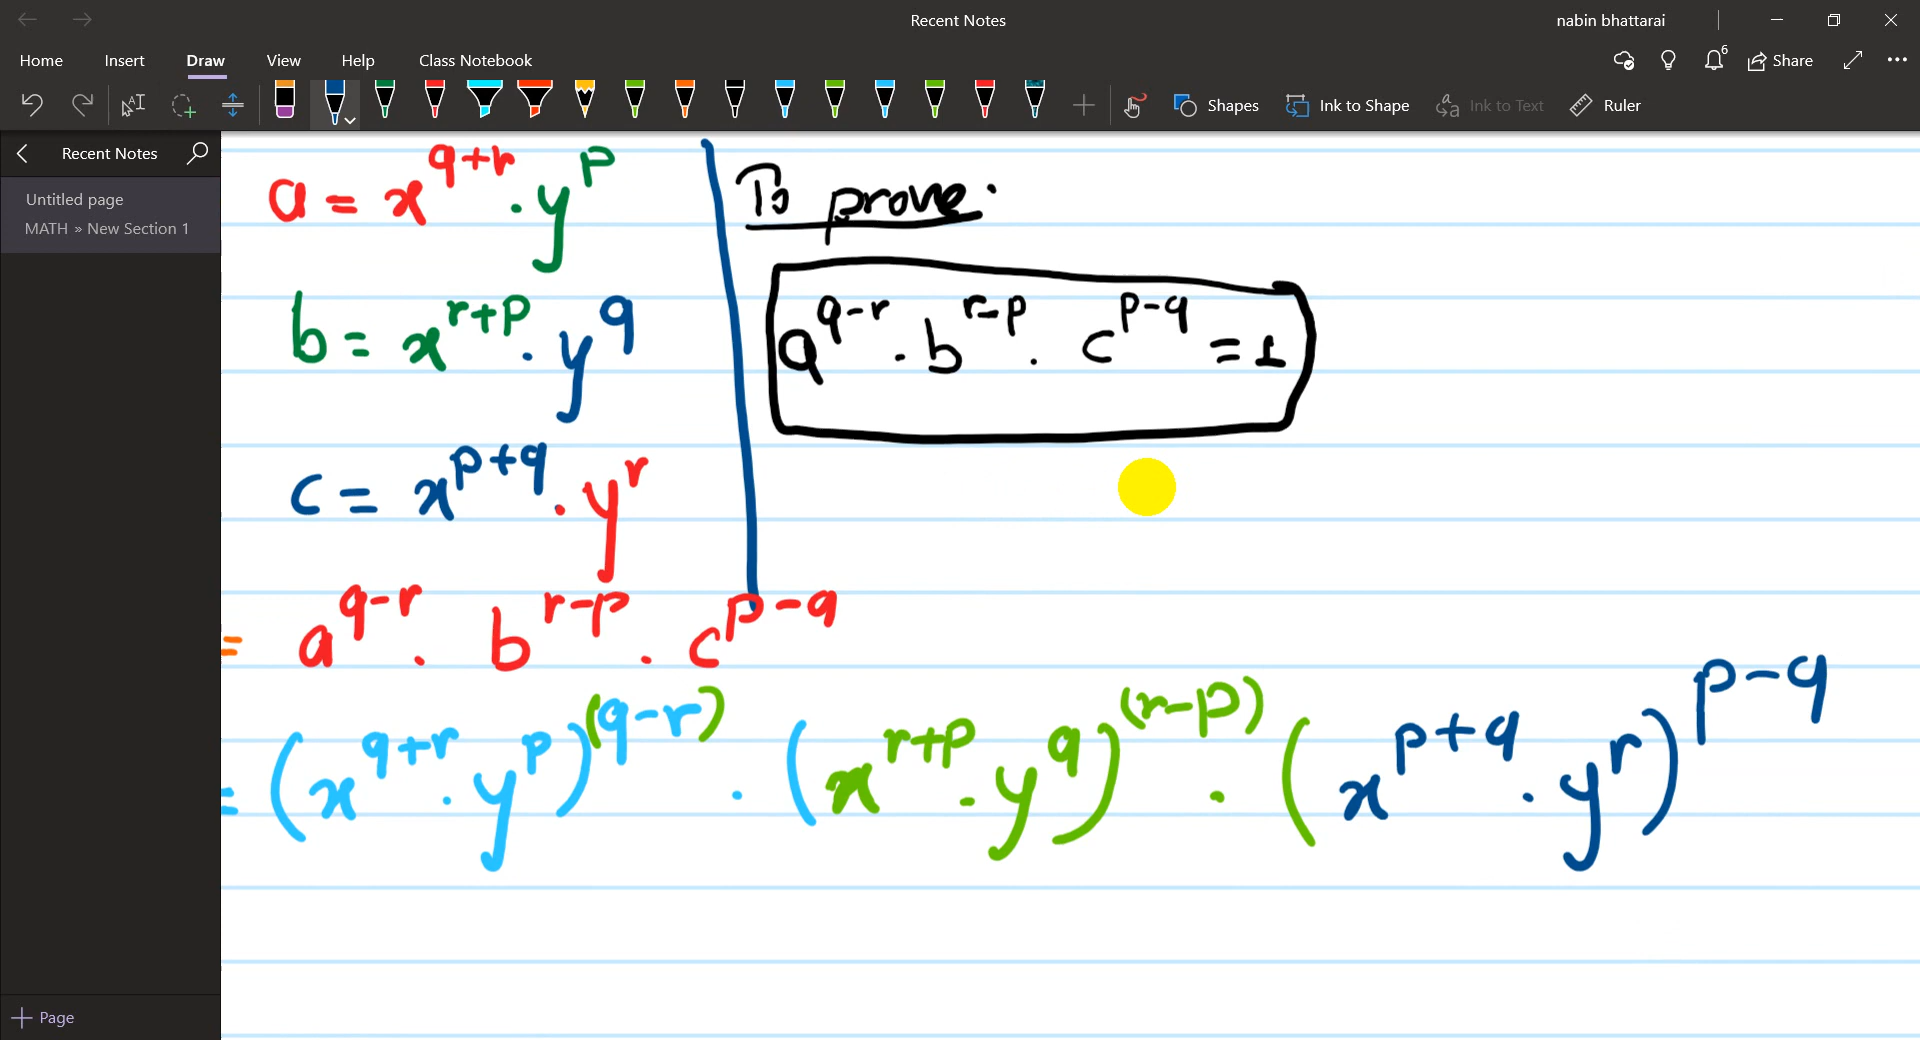 Recent Notes
nabin bhattarai
Home Insert Draw View Help Class Notebook
6 Share
Shapes Ink to Shape Ink to Text Ruler
Recent Notes
Untitled page
MATH » New Section 1
a = x^{q+r} . y^{p}
b = x^{r+p} . y^{q}
c = x^{p+q} . y^{r}
To prove.
a^{q-r} . b^{r-p} . c^{p-q} = 1
= a^{q-r} . b^{r-p} . c^{p-q}
= (x^{q+r} . y^{p})^{(q-r)} . (x^{r+p} . y^{q})^{(r-p)} . (x^{p+q} . y^{r})^{p-q}
Page